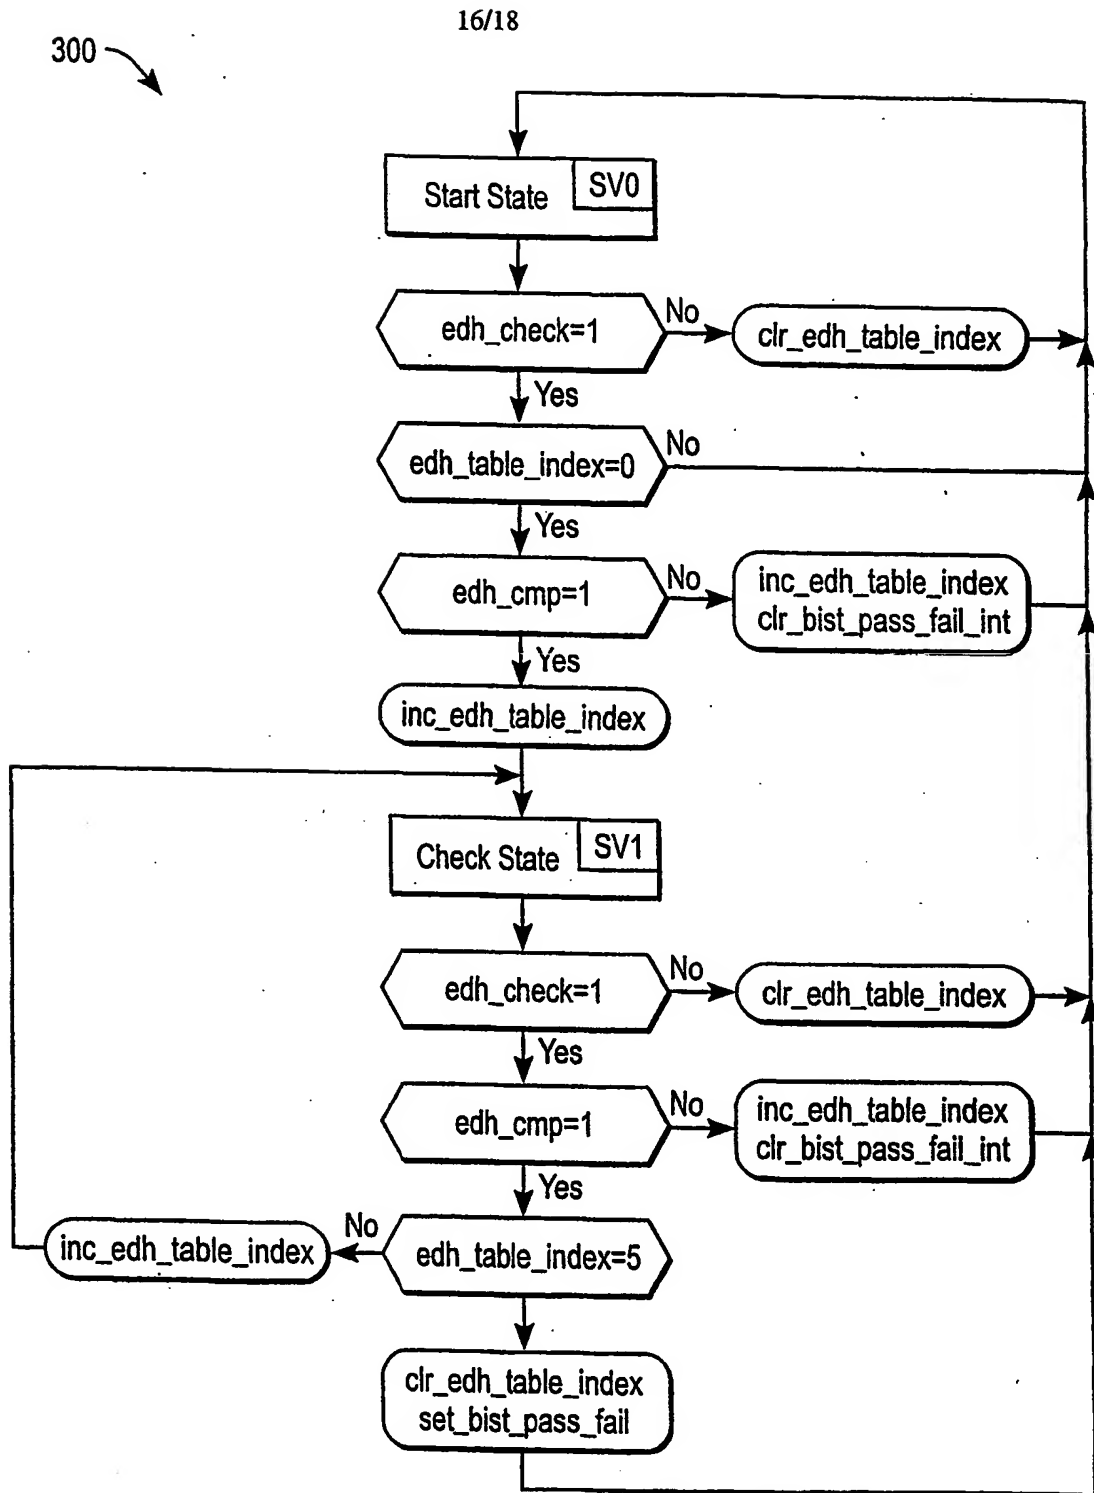 16/18
300
Start State
SV0
edh_check=1
No
clr_edh_table_index
Yes
edh_table_index=0
No
Yes
edh_cmp=1
No
inc_edh_table_index
clr_bist_pass_fail_int
Yes
inc_edh_table_index
Check State
SV1
edh_check=1
No
clr_edh_table_index
Yes
edh_cmp=1
No
inc_edh_table_index
clr_bist_pass_fail_int
Yes
inc_edh_table_index
No
edh_table_index=5
clr_edh_table_index
set_bist_pass_fail